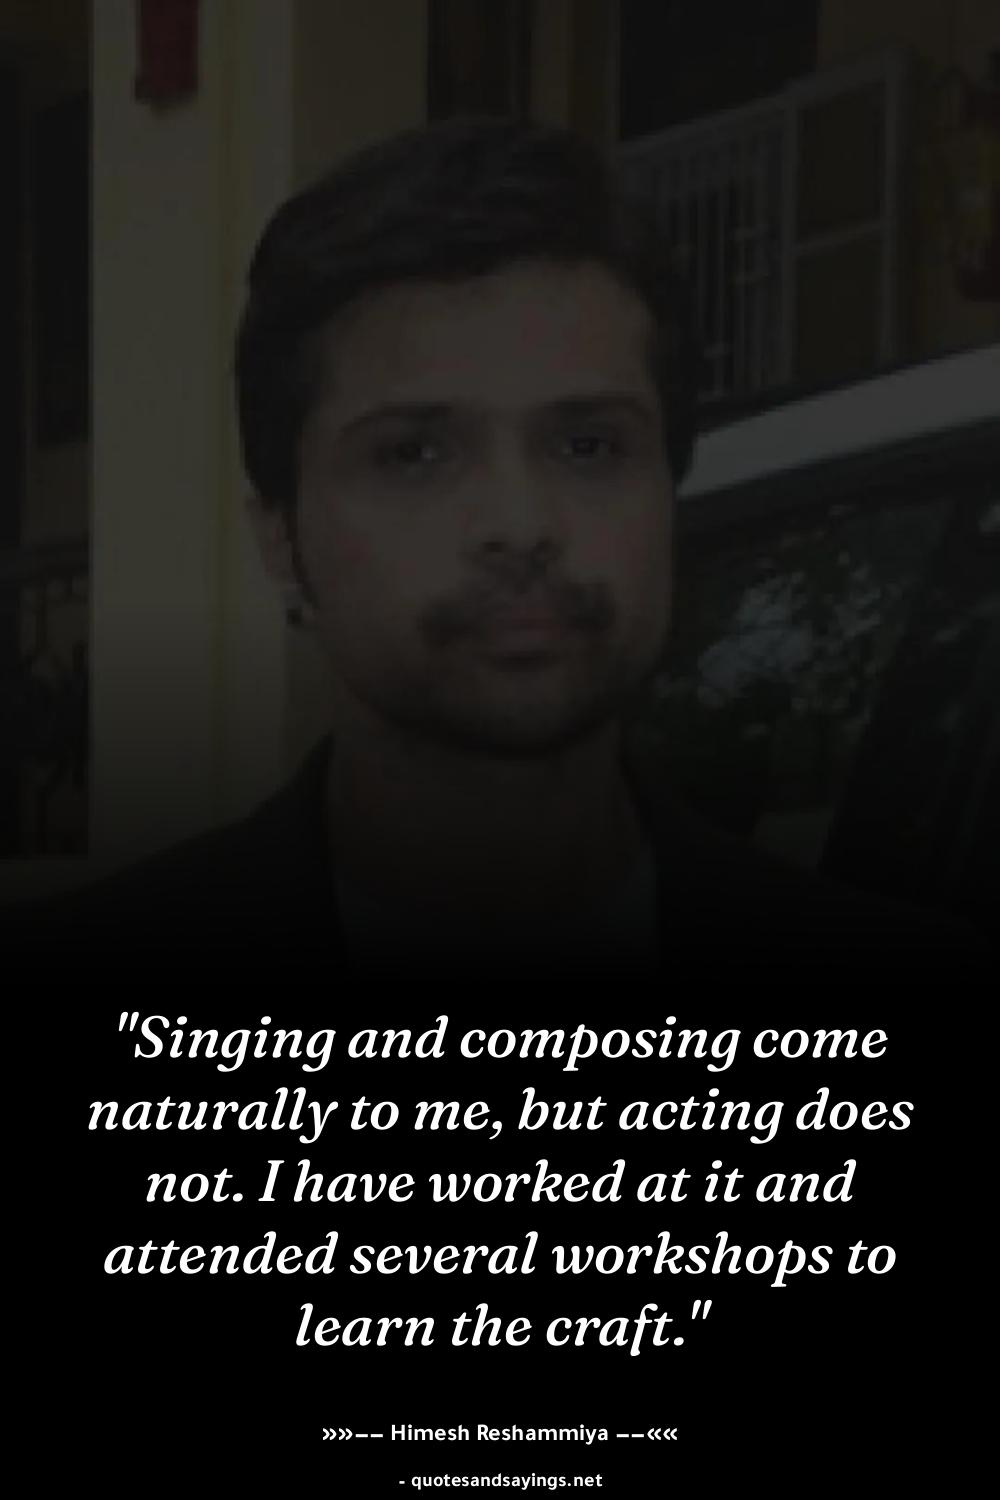 "Singing and composing come
naturally to me, but acting does
not. I have worked at it and
attended several workshops to
learn the craft."
»»−− Himesh Reshammiya −−««
- quotesandsayings.net